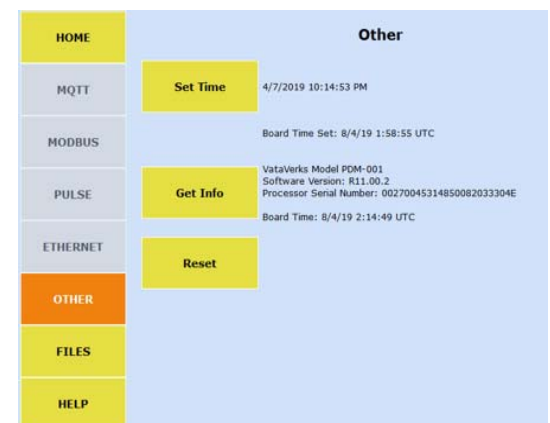 HOME
MQTT
MODBUS
PULSE
ETHERNET
OTHER
FILES
HELP
Other
Set Time
4/7/2019 10:14:53 PM
Board Time Set: 8/4/19 1:58:55 UTC
Get Info
VataVerks Model PDM-001
Software Version: R11.00.2
Processor Serial Number: 00270045314850082033304E
Board Time: 8/4/19 2:14:49 UTC
Reset